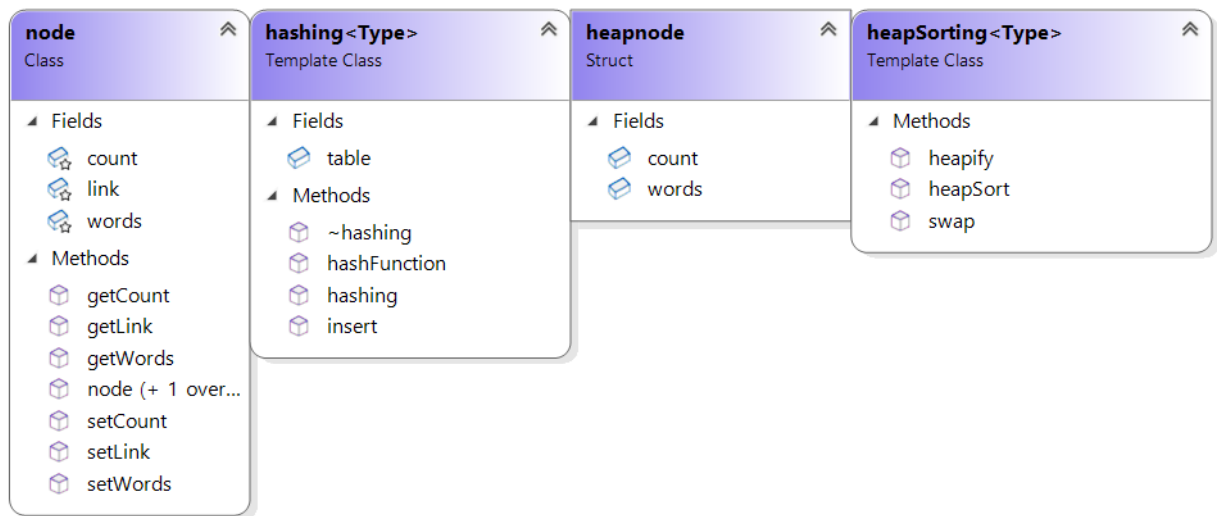 node
Class
Fields
count
link
words
Methods
getCount
getLink
getWords
node (+ 1 over...
setCount
setLink
setWords
hashing<Type>
Template Class
Fields
table
Methods
~hashing
hashFunction
hashing
insert
heapnode
Struct
Fields
count
words
heapSorting<Type>
Template Class
Methods
heapify
heapSort
swap